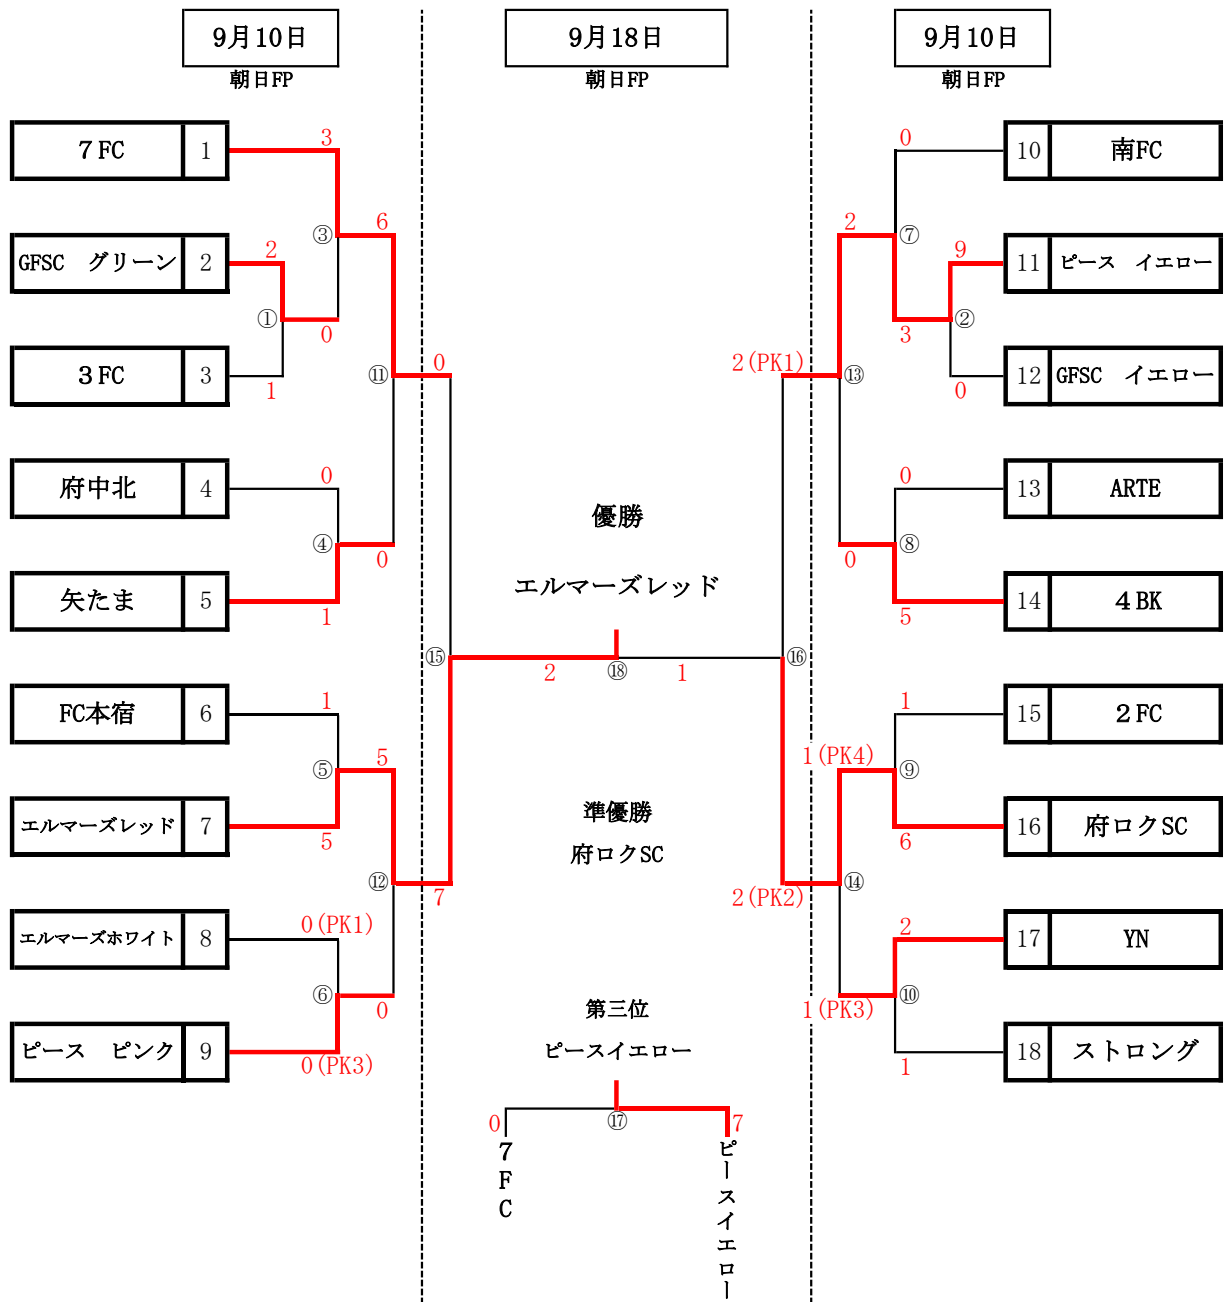 9月10日
9月18日
9月10日
朝日FP
朝日FP
朝日FP
7FC 1
3
0
10 南FC
③
6
2
⑦
GFSC グリーン 2
2
9
11 ピース イエロー
①
0
3
②
3FC 3
1
⑪
0
2(PK1)
⑬
0
12 GFSC イエロー
府中北 4
0
0
13 ARTE
優勝
④
0
0
⑧
矢たま 5
1
エルマーズレッド
5
14 4BK
⑮
2
⑱
1
⑯
FC本宿 6
1
1
15 2FC
⑤
5
1(PK4)
⑨
エルマーズレッド 7
5
準優勝
6
16 府ロクSC
府ロクSC
⑫
7
2(PK2)
⑭
エルマーズホワイト 8
0(PK1)
2
17 YN
⑥
0
第三位
1(PK3)
⑩
ピース ピンク 9
0(PK3)
ピースイエロー
1
18 ストロング
0
⑰
7
7FC
ピースイエロー